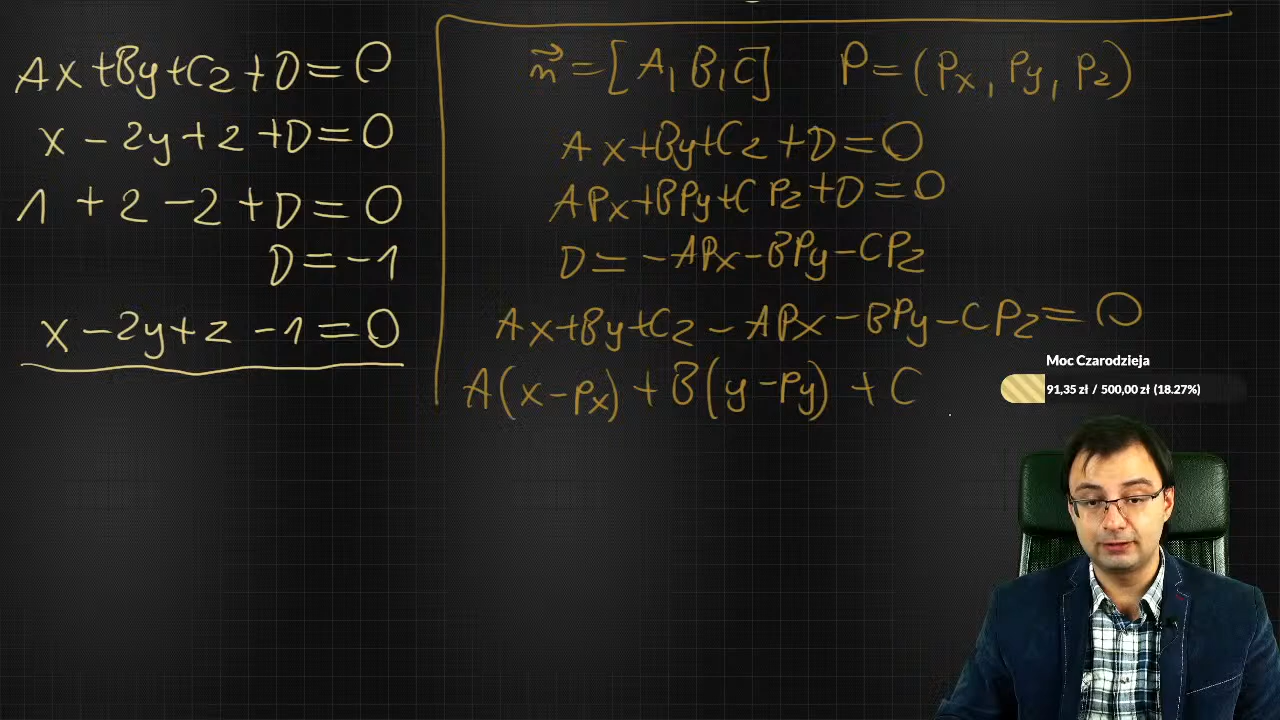 Ax+By+Cz+D=0
x-2y+z+D=0
1+2-2+D=0
D=-1
x-2y+z-1=0
n⃗=[A,B,C] P=(Px,Py,Pz)
Ax+By+Cz+D=0
APx+BPy+CPz+D=0
D=-APx-BPy-CPz
Ax+By+Cz-APx-BPy-CPz=0
A(x-Px)+B(y-Py)+C
Moc Czarodzieja
91,35 zł / 500,00 zł (18.27%)